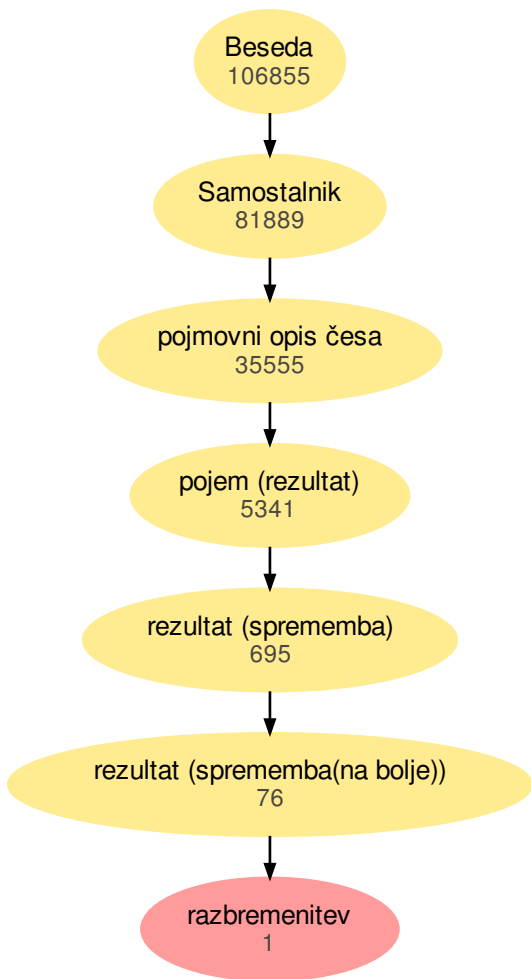 Beseda
106855
Samostalnik
81889
pojmovni opis česa
35555
pojem (rezultat)
5341
rezultat (sprememba)
695
rezultat (sprememba(na bolje))
76
razbremenitev
1